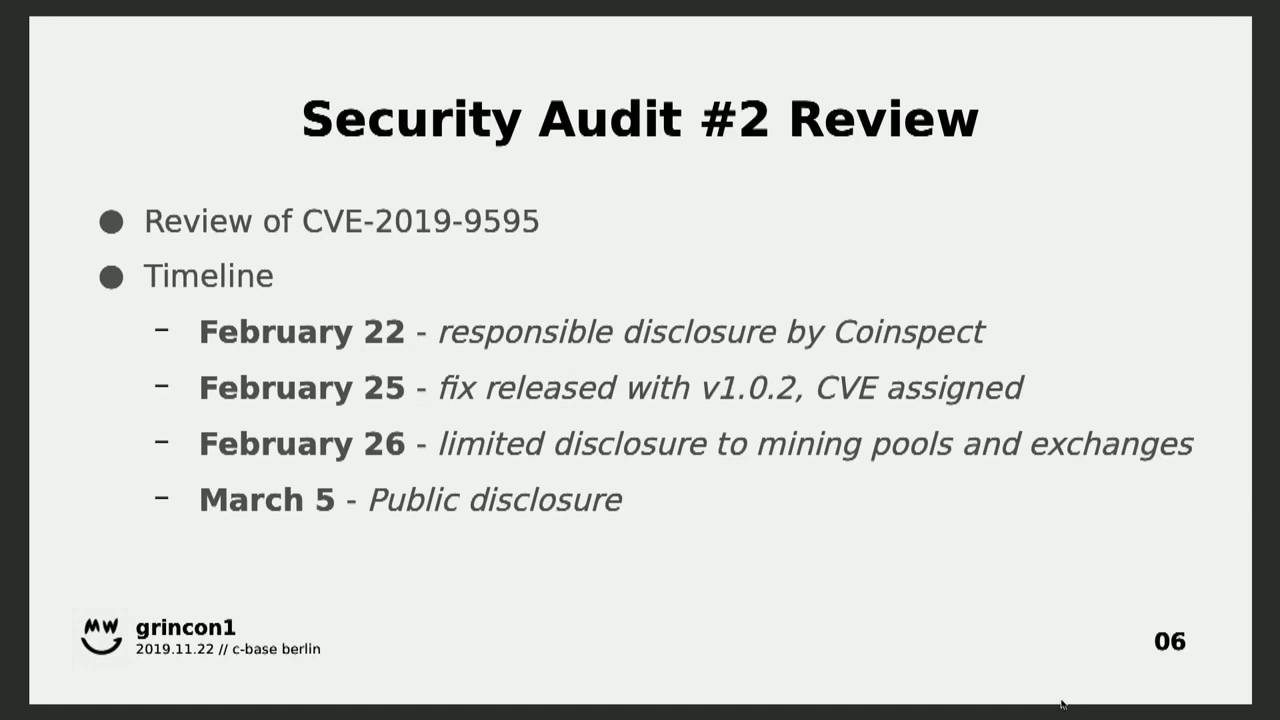 Security Audit #2 Review
● Review of CVE-2019-9595
● Timeline
– February 22 - responsible disclosure by Coinspect
– February 25 - fix released with v1.0.2, CVE assigned
– February 26 - limited disclosure to mining pools and exchanges
– March 5 - Public disclosure
MW
grincon1
2019.11.22 // c-base berlin
06